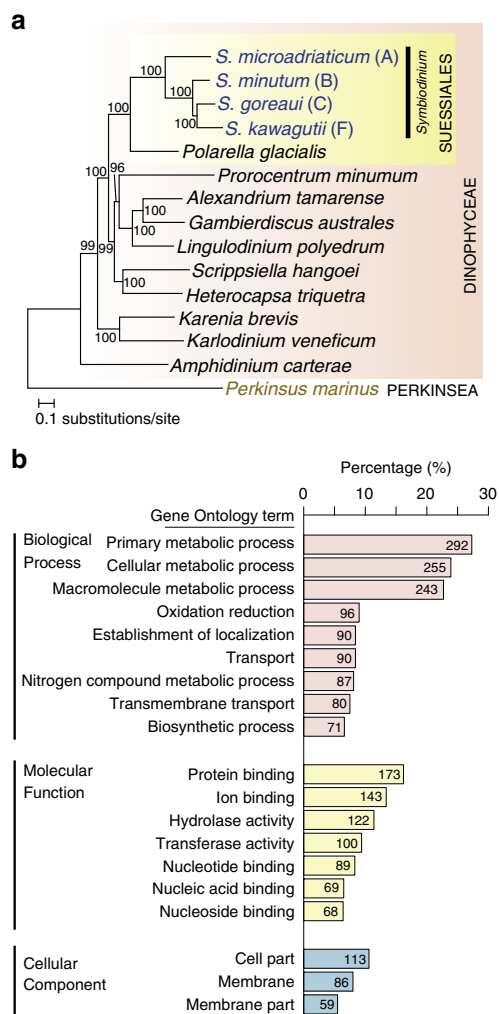 a
S. microadriaticum (A)
S. minutum (B)
S. goreaui (C)
S. kawagutii (F)
Polarella glacialis
Prorocentrum minumum
Alexandrium tamarense
Gambierdiscus australes
Lingulodinium polyedrum
Scrippsiella hangoei
Heterocapsa triquetra
Karenia brevis
Karlodinium veneficum
Amphidinium carterae
Perkinsus marinus PERKINSEA
Symbiodinium
SUESSIALES
DINOPHYCEAE
100
100
100
100
100
96
100
100
99
99
100
100
0.1 substitutions/site
b
Percentage (%)
0 10 20 30
Gene Ontology term
Biological
Process
Primary metabolic process 292
Cellular metabolic process 255
Macromolecule metabolic process 243
Oxidation reduction 96
Establishment of localization 90
Transport 90
Nitrogen compound metabolic process 87
Transmembrane transport 80
Biosynthetic process 71
Molecular
Function
Protein binding 173
Ion binding 143
Hydrolase activity 122
Transferase activity 100
Nucleotide binding 89
Nucleic acid binding 69
Nucleoside binding 68
Cellular
Component
Cell part 113
Membrane 86
Membrane part 59